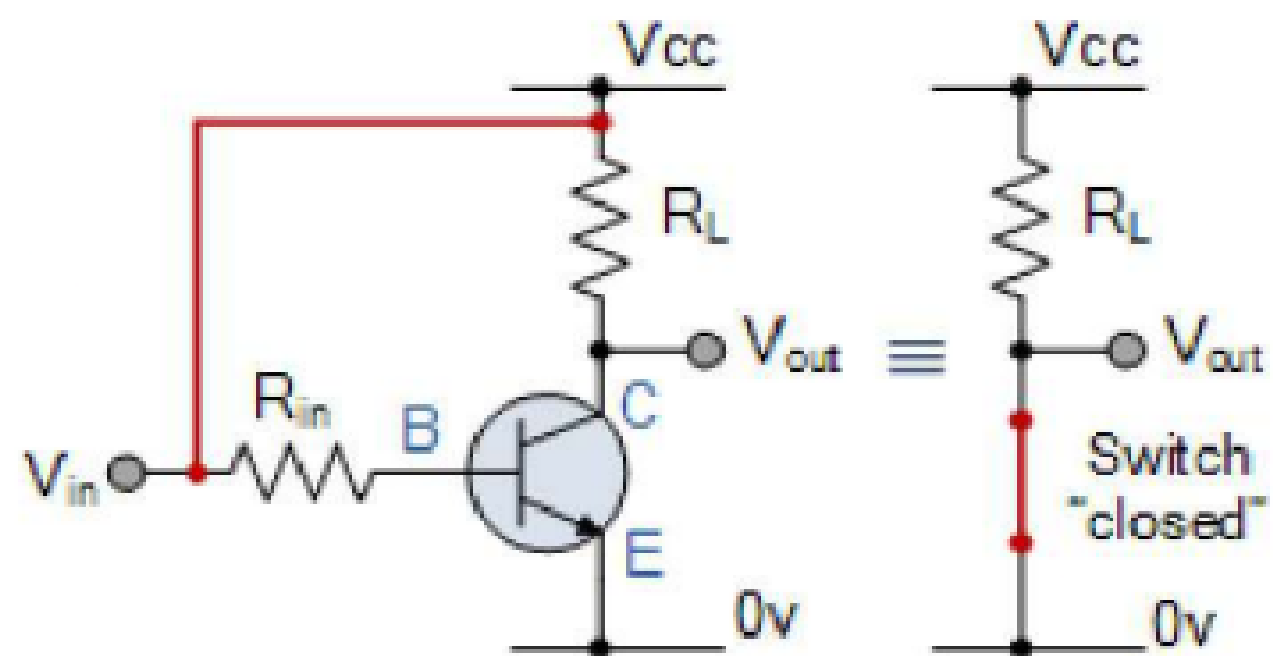 Vcc
Vcc
RL
RL
Vout
≡
Vout
C
Rin
B
Vin
Switch
"closed"
E
0v
0v